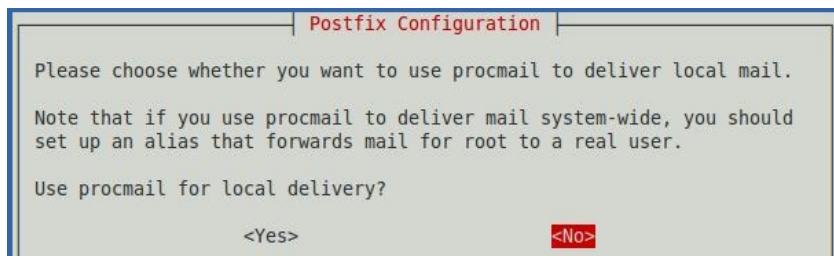 Postfix Configuration
Please choose whether you want to use procmail to deliver local mail.
Note that if you use procmail to deliver mail system-wide, you should
set up an alias that forwards mail for root to a real user.
Use procmail for local delivery?
<Yes> <No>